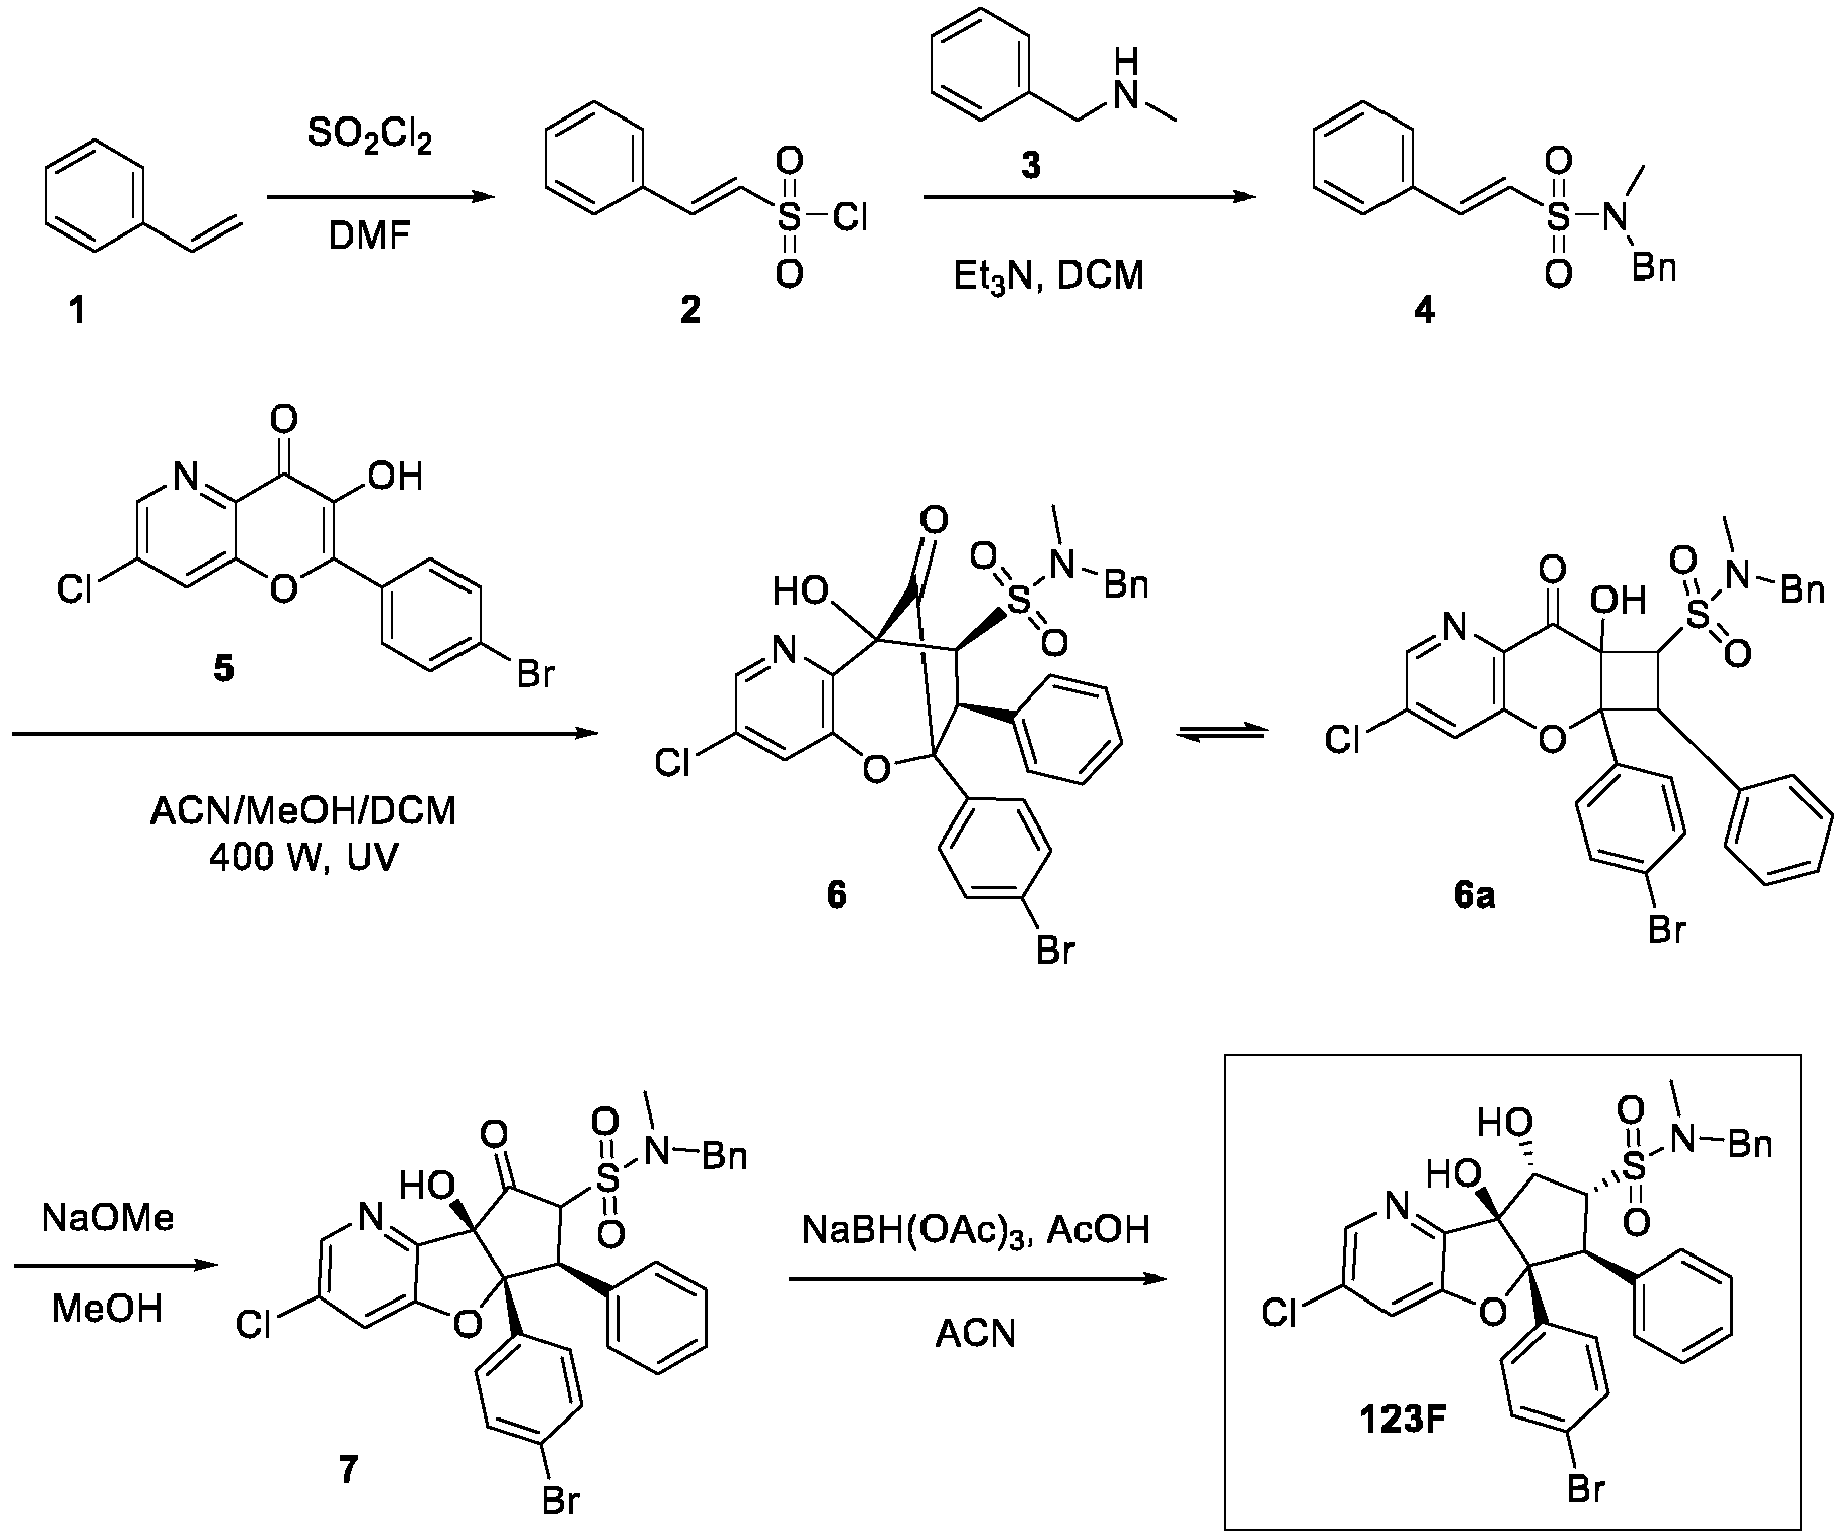 SO2Cl2
DMF
1
O
S
O
Cl
2
H
N
3
Et3N, DCM
O
S
O
N
Bn
4
O
N
OH
Cl
O
Br
5
ACN/MeOH/DCM
400 W, UV
O
HO
O
S
O
N
Bn
N
Cl
O
Br
6
O
OH
O
S
O
N
Bn
N
Cl
O
Br
6a
NaOMe
MeOH
O
HO
O
S
O
N
Bn
N
Cl
O
Br
7
NaBH(OAc)3, AcOH
ACN
HO
HO
O
S
O
N
Bn
N
Cl
O
Br
123F